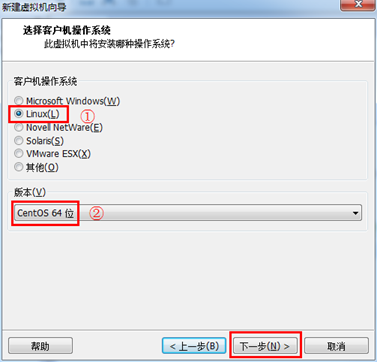 新建虚拟机向导
选择客户机操作系统
此虚拟机中将安装哪种操作系统?
客户机操作系统
Microsoft Windows(W)
Linux(L) ①
Novell NetWare(E)
Solaris(S)
VMware ESX(X)
其他(O)
版本(V)
CentOS 64 位 ②
帮助 < 上一步(B) 下一步(N) > 取消